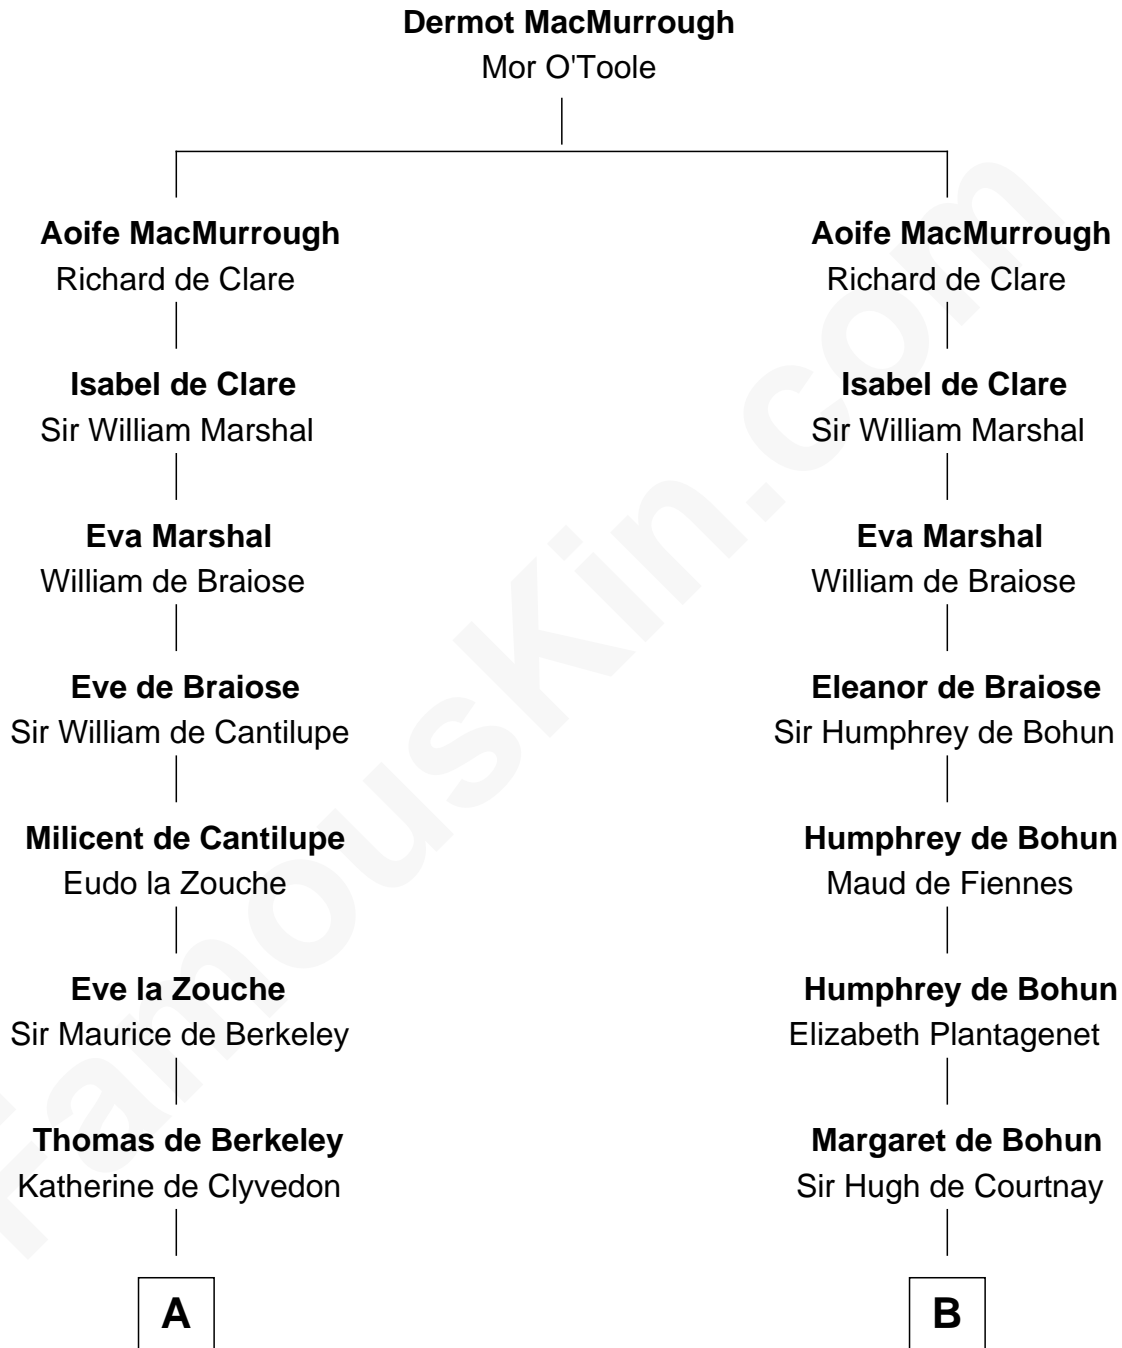 Dermot MacMurrough
Mor O'Toole
Aoife MacMurrough
Richard de Clare
Isabel de Clare
Sir William Marshal
Eva Marshal
William de Braiose
Eve de Braiose
Sir William de Cantilupe
Milicent de Cantilupe
Eudo la Zouche
Eve la Zouche
Sir Maurice de Berkeley
Thomas de Berkeley
Katherine de Clyvedon
A
Aoife MacMurrough
Richard de Clare
Isabel de Clare
Sir William Marshal
Eva Marshal
William de Braiose
Eleanor de Braiose
Sir Humphrey de Bohun
Humphrey de Bohun
Maud de Fiennes
Humphrey de Bohun
Elizabeth Plantagenet
Margaret de Bohun
Sir Hugh de Courtnay
B
FamousKin.com